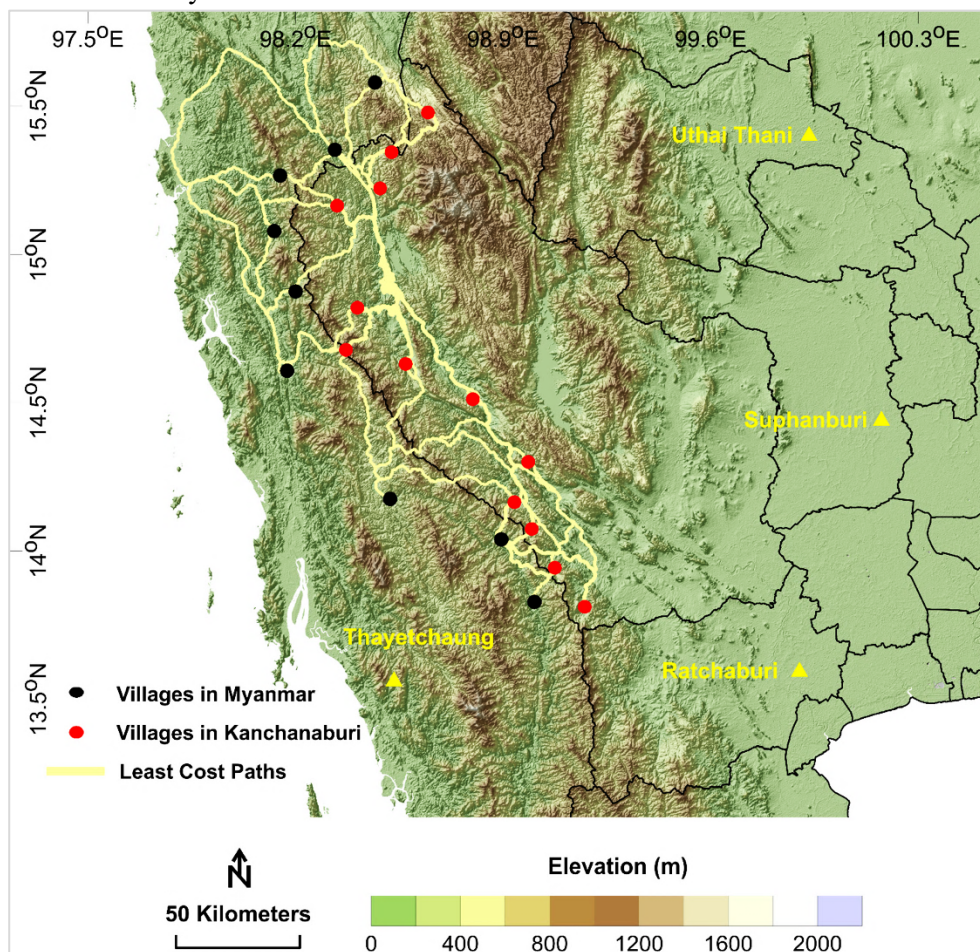 97.5°E 98.2°E 98.9°E 99.6°E 100.3°E
15.5°N
Uthai Thani
15°N
14.5°N
Suphanburi
14°N
Thayetchaung
Ratchaburi
13.5°N
Villages in Myanmar
Villages in Kanchanaburi
Least Cost Paths
N
Elevation (m)
50 Kilometers
0 400 800 1200 1600 2000